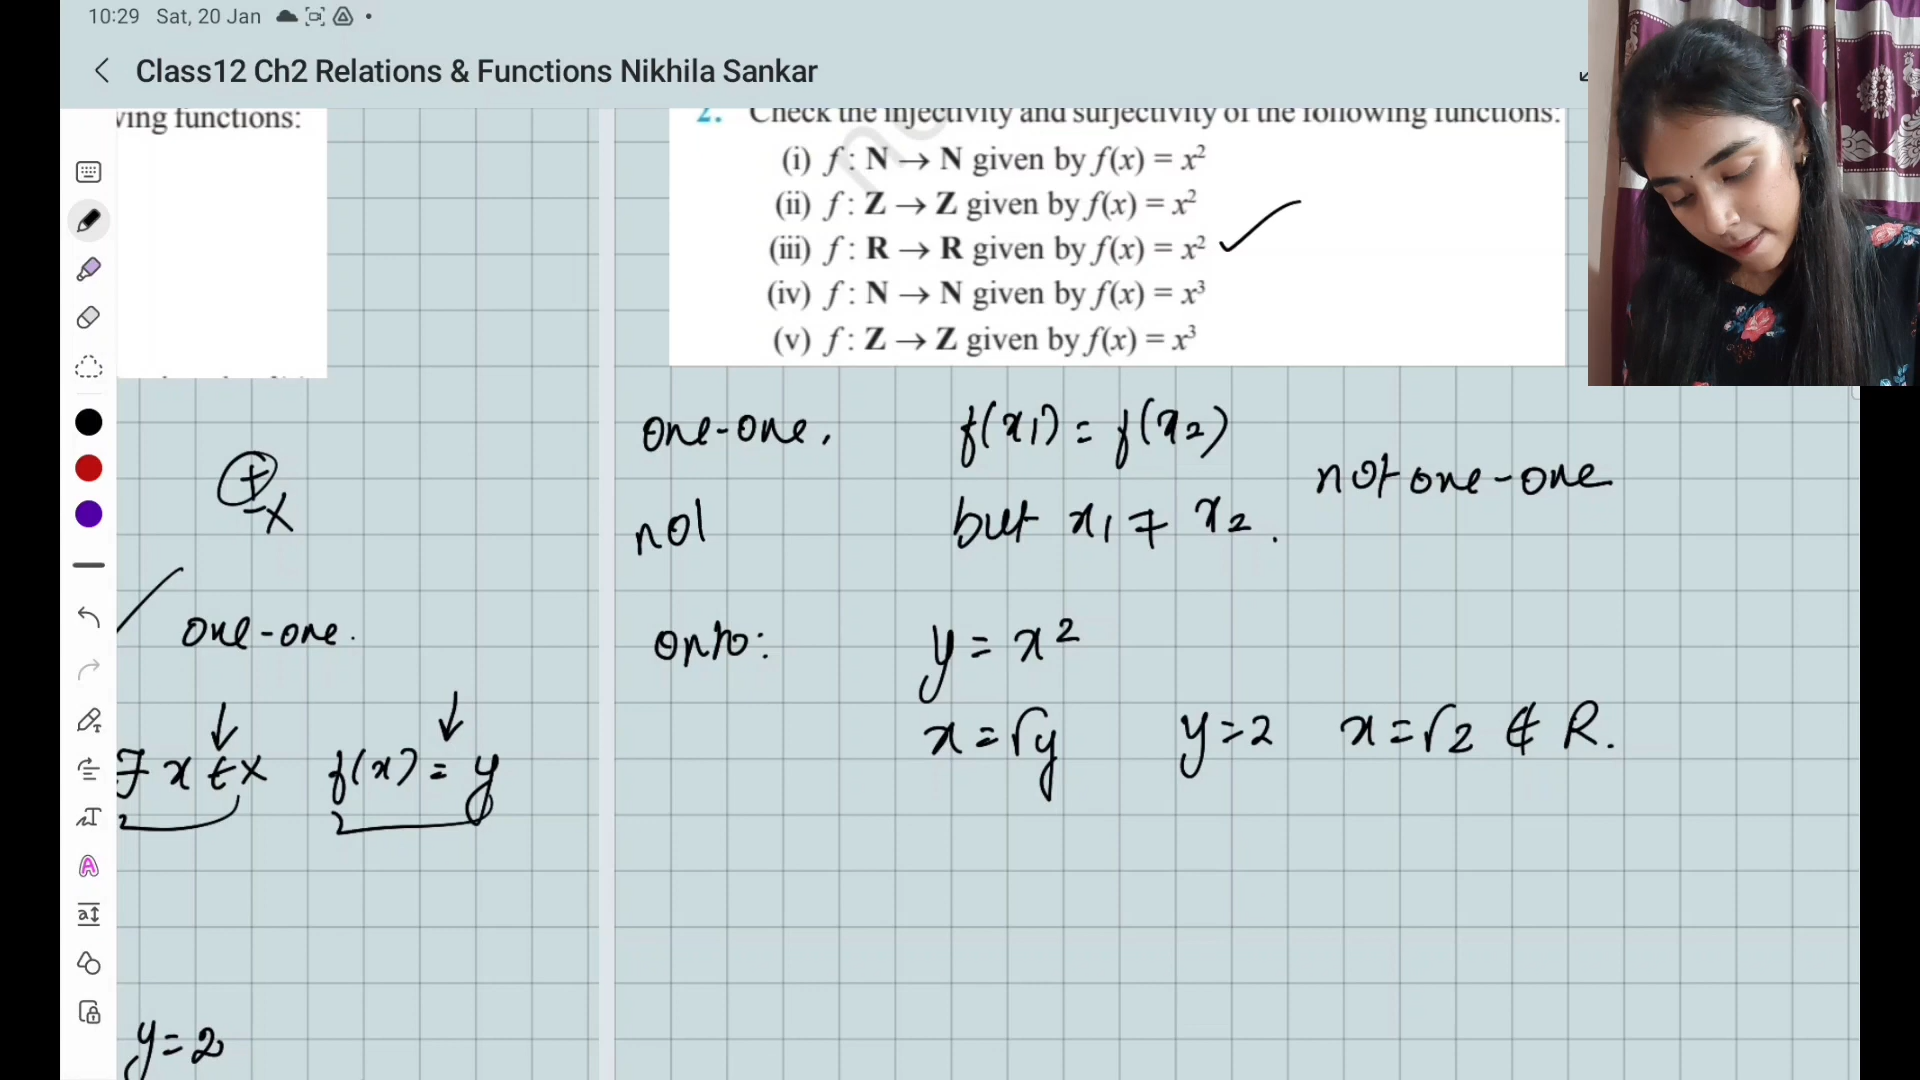 10:29 Sat, 20 Jan
Class12 Ch2 Relations & Functions Nikhila Sankar
ving functions:
2. Check the injectivity and surjectivity of the following functions:
(i) f : N → N given by f(x) = x²
(ii) f : Z → Z given by f(x) = x²
(iii) f : R → R given by f(x) = x² ✓
(iv) f : N → N given by f(x) = x³
(v) f : Z → Z given by f(x) = x³
+
-x
one-one.
∃ x ∈ X f(x) = y
y = 2
one-one, f(x1) = f(x2)
not but x1 ≠ x2. not one-one
onto: y = x²
x = √y y = 2 x = √2 ∉ R.